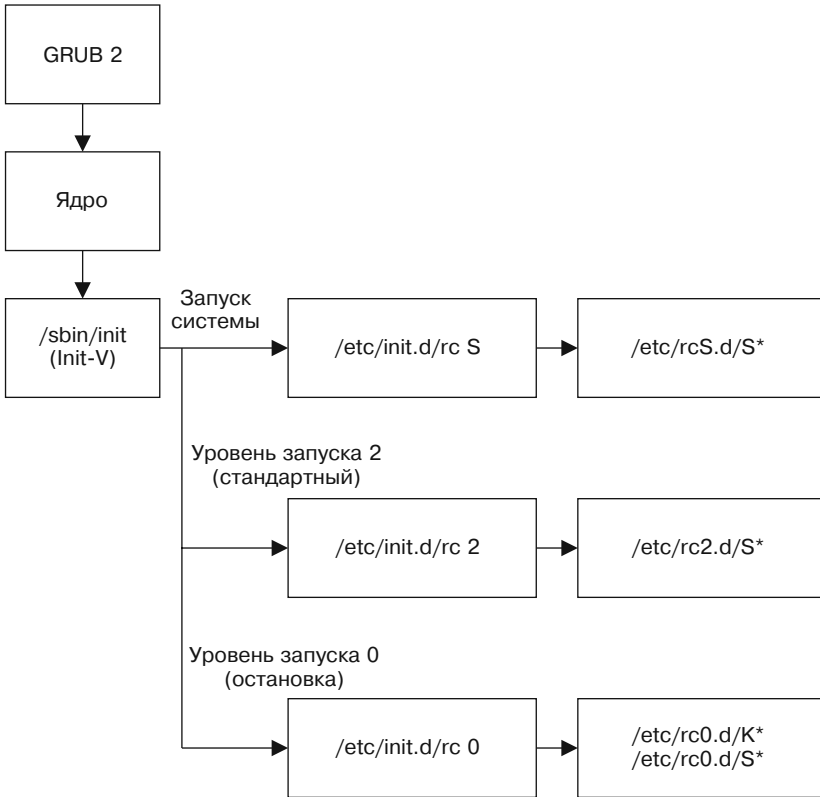 GRUB 2
Ядро
/sbin/init
(Init-V)
Запуск
системы
/etc/init.d/rc S
/etc/rcS.d/S*
Уровень запуска 2
(стандартный)
/etc/init.d/rc 2
/etc/rc2.d/S*
Уровень запуска 0
(остановка)
/etc/init.d/rc 0
/etc/rc0.d/K*
/etc/rc0.d/S*